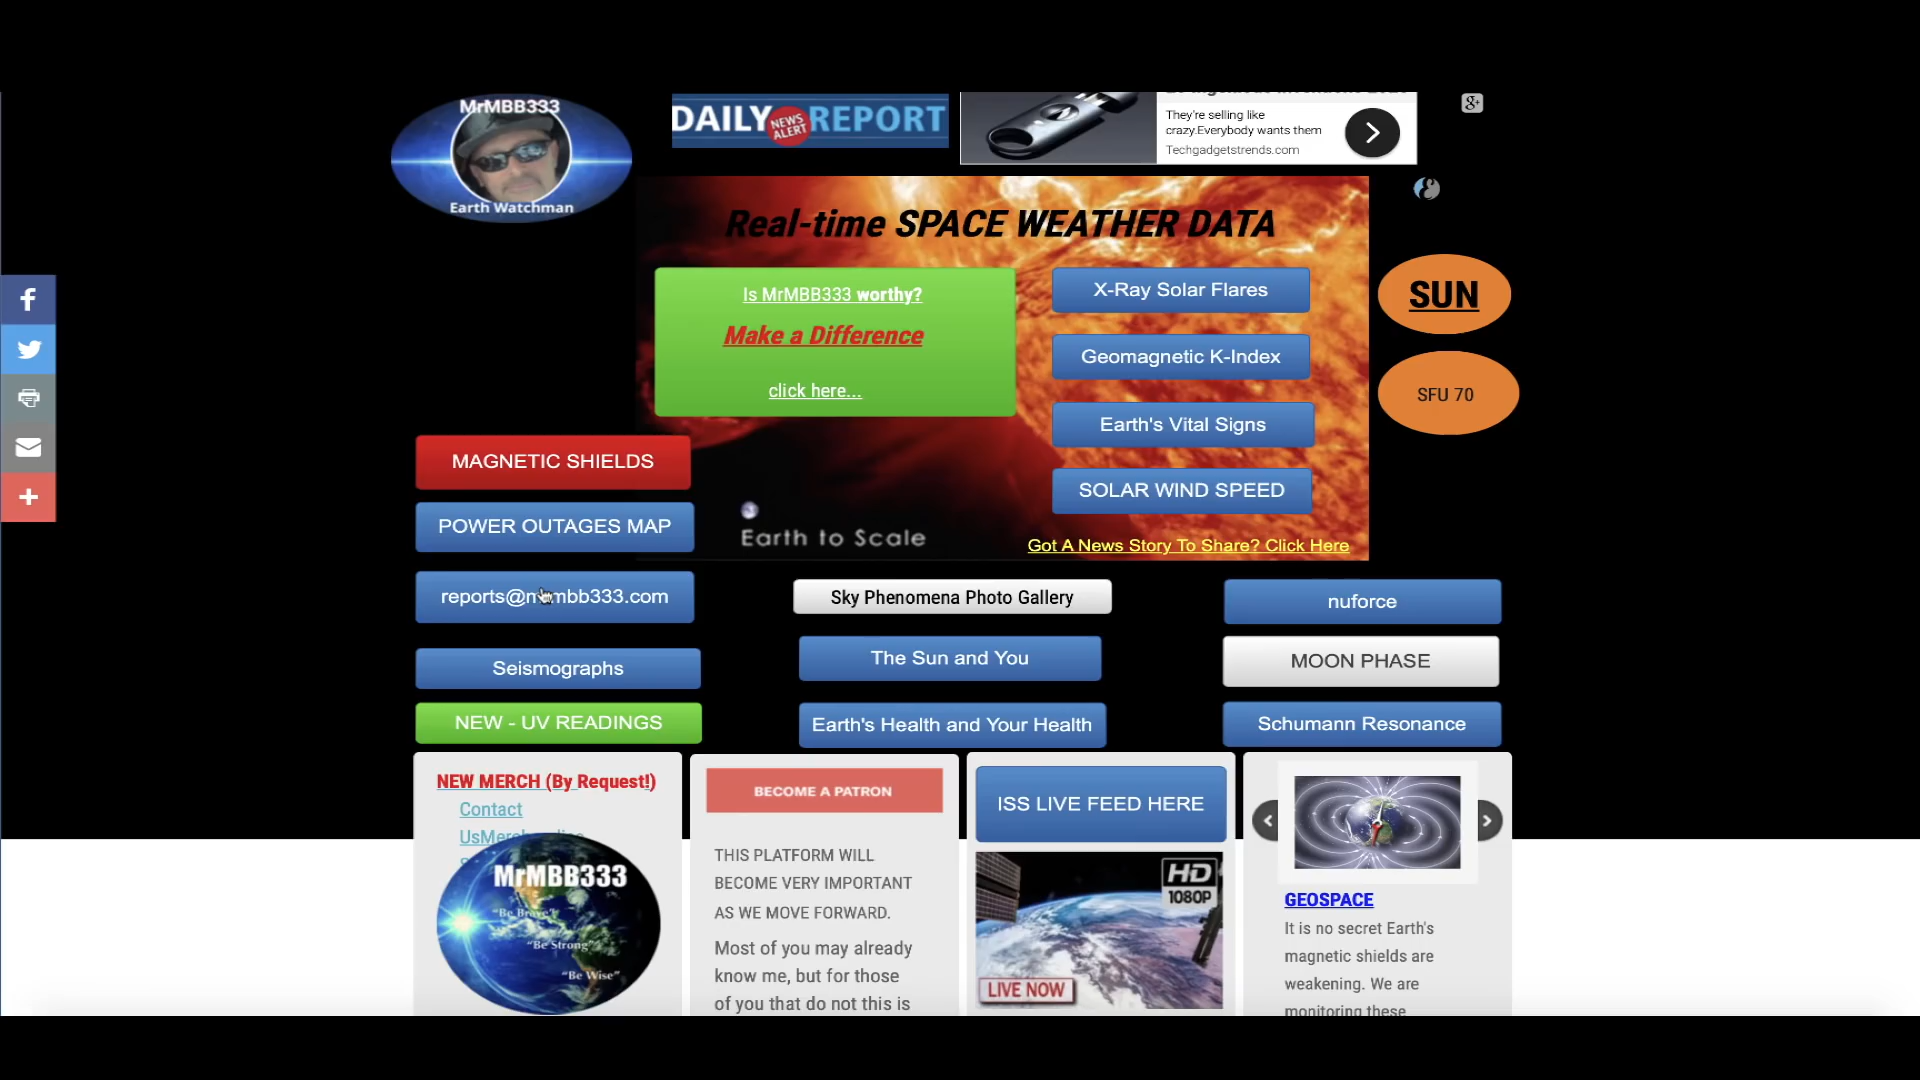 MrMBB333
Earth Watchman
DAILY NEWS ALERT REPORT
They're selling like
crazy.Everybody wants them
Techgadgetstrends.com
g+
Real-time SPACE WEATHER DATA
Is MrMBB333 worthy?
Make a Difference
click here...
X-Ray Solar Flares
Geomagnetic K-Index
Earth's Vital Signs
SOLAR WIND SPEED
SUN
SFU 70
Earth to Scale
Got A News Story To Share? Click Here
MAGNETIC SHIELDS
POWER OUTAGES MAP
reports@mrmbb333.com
Seismographs
NEW - UV READINGS
Sky Phenomena Photo Gallery
The Sun and You
Earth's Health and Your Health
nuforce
MOON PHASE
Schumann Resonance
NEW MERCH (By Request!)
Contact
MrMBB333
"Be Brave"
"Be Strong"
"Be Wise"
BECOME A PATRON
THIS PLATFORM WILL
BECOME VERY IMPORTANT
AS WE MOVE FORWARD.
Most of you may already
know me, but for those
of you that do not this is
ISS LIVE FEED HERE
HD
1080P
LIVE NOW
GEOSPACE
It is no secret Earth's
magnetic shields are
weakening. We are
monitoring these